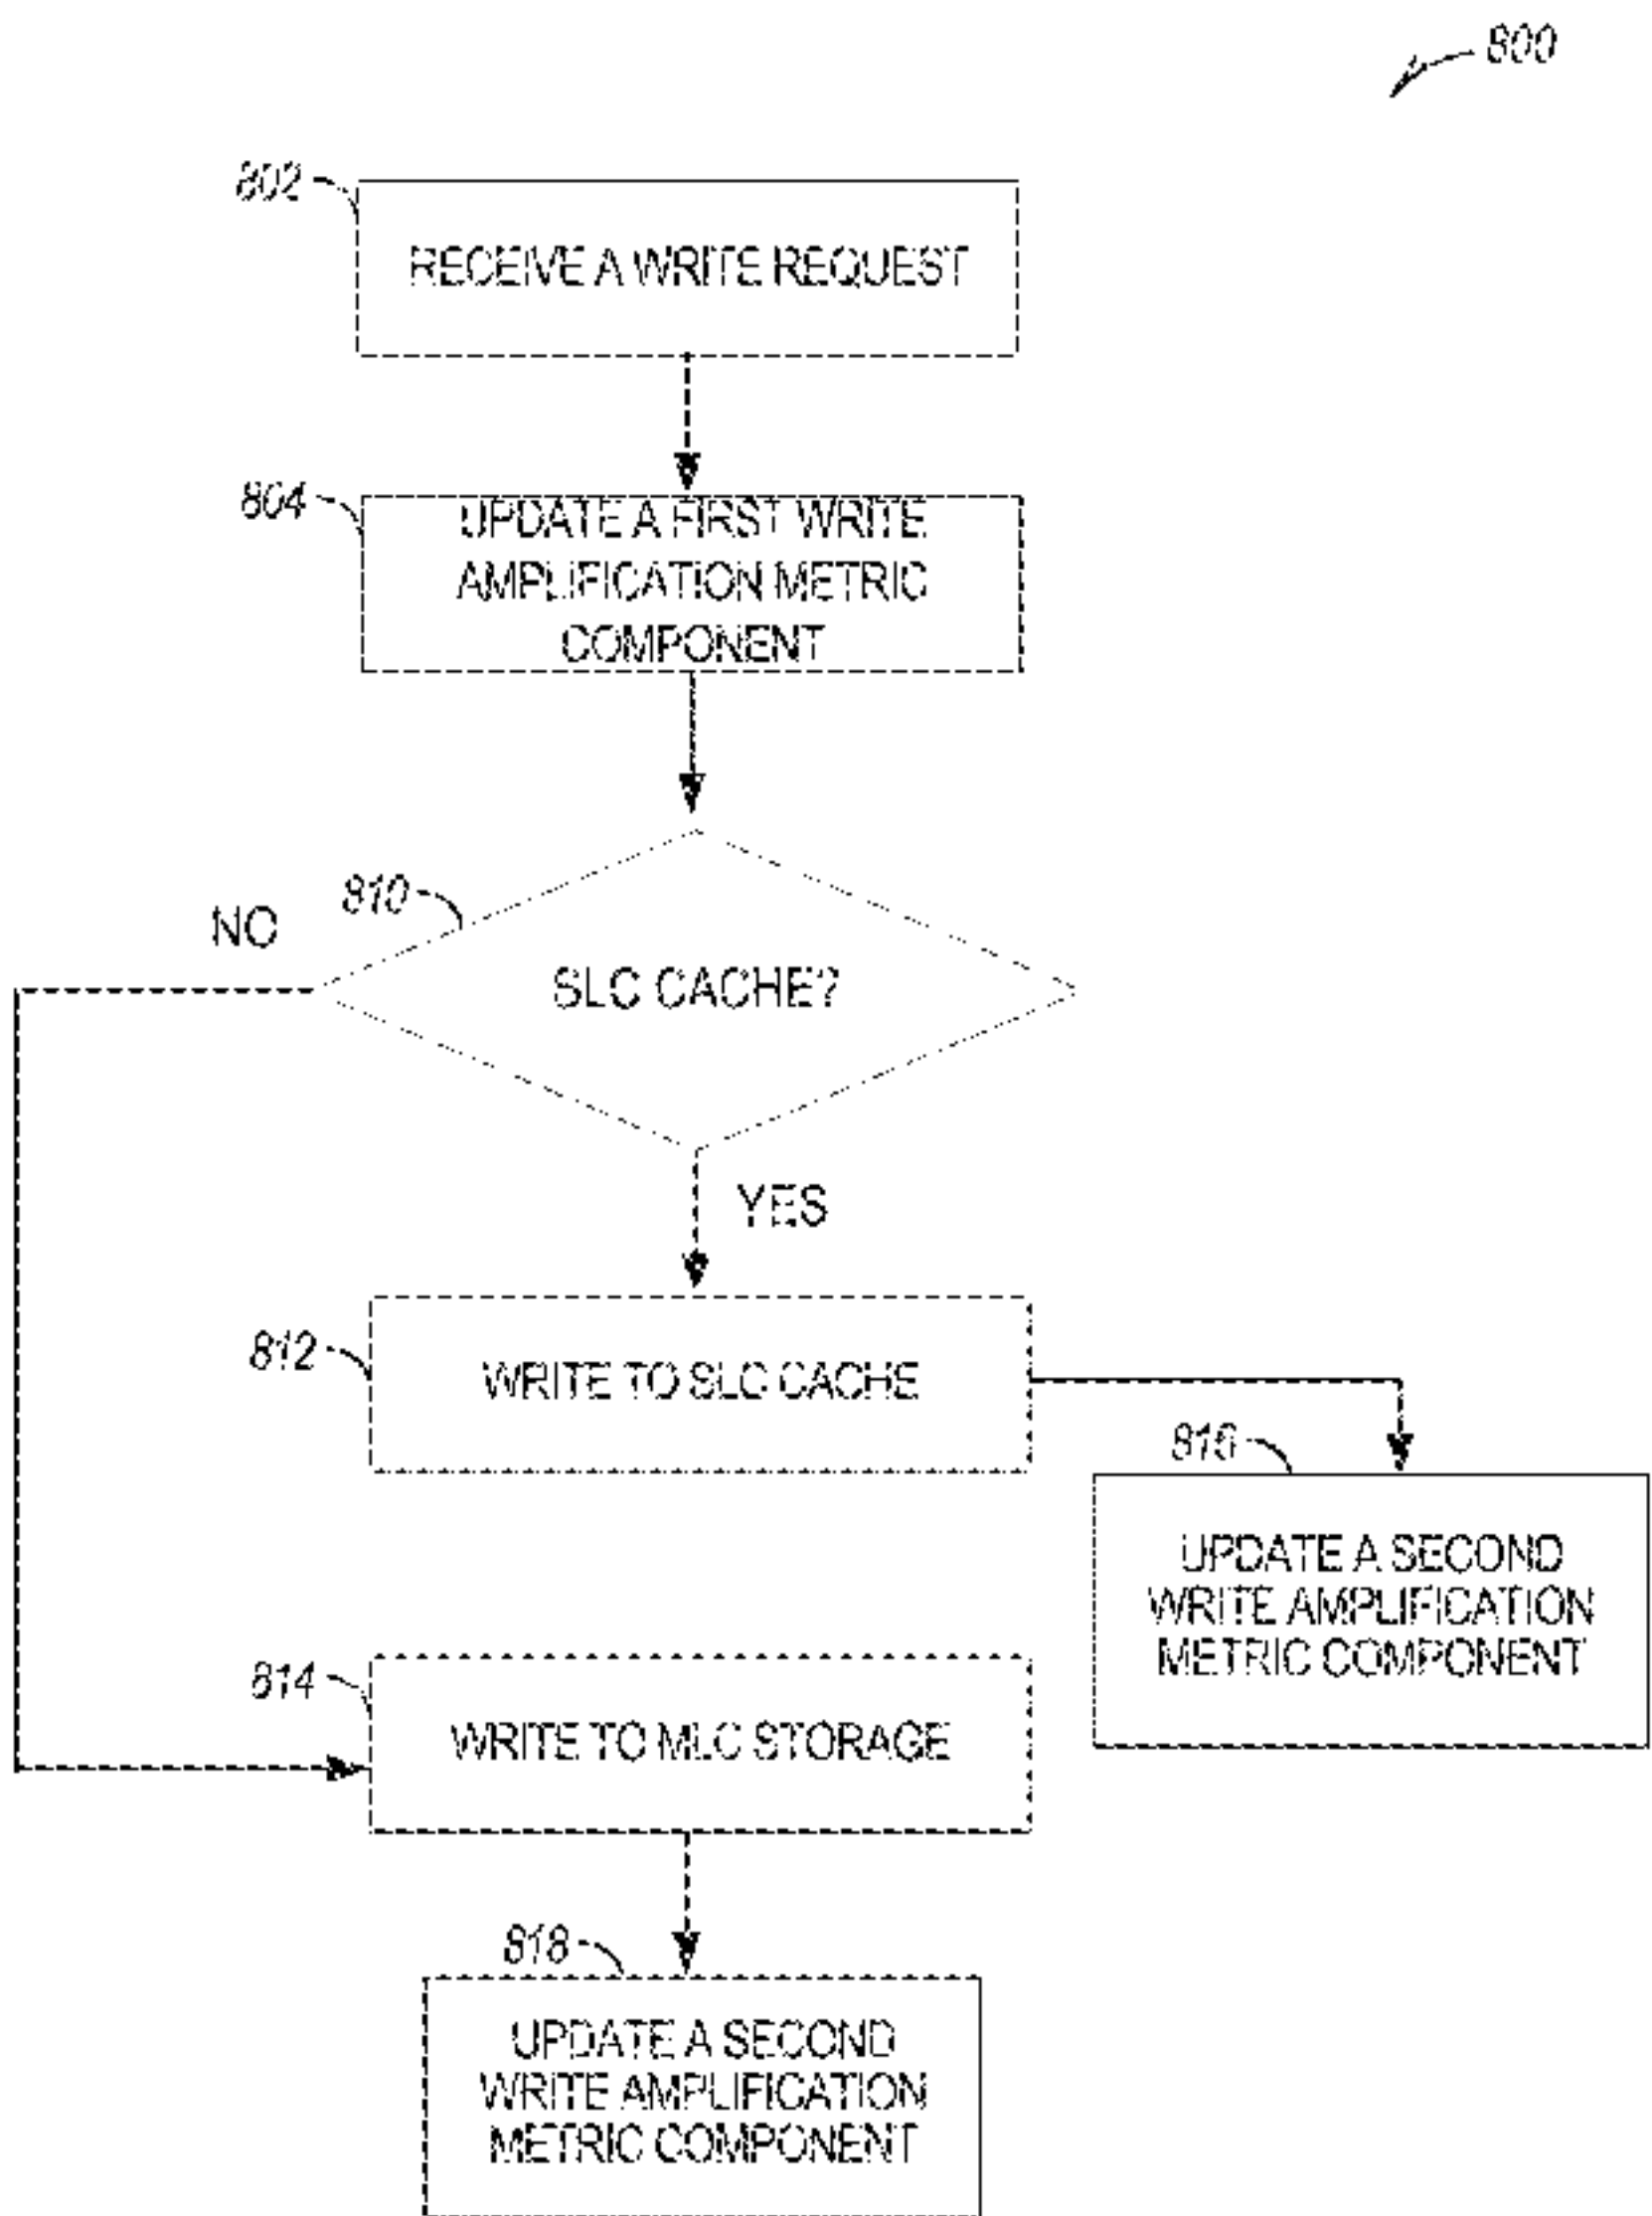 800
802
RECEIVE A WRITE REQUEST
804
UPDATE A FIRST WRITE
AMPLIFICATION METRIC
COMPONENT
810
NO
SLC CACHE?
YES
812
WRITE TO SLC CACHE
816
UPDATE A SECOND
WRITE AMPLIFICATION
METRIC COMPONENT
814
WRITE TO MLC STORAGE
818
UPDATE A SECOND
WRITE AMPLIFICATION
METRIC COMPONENT